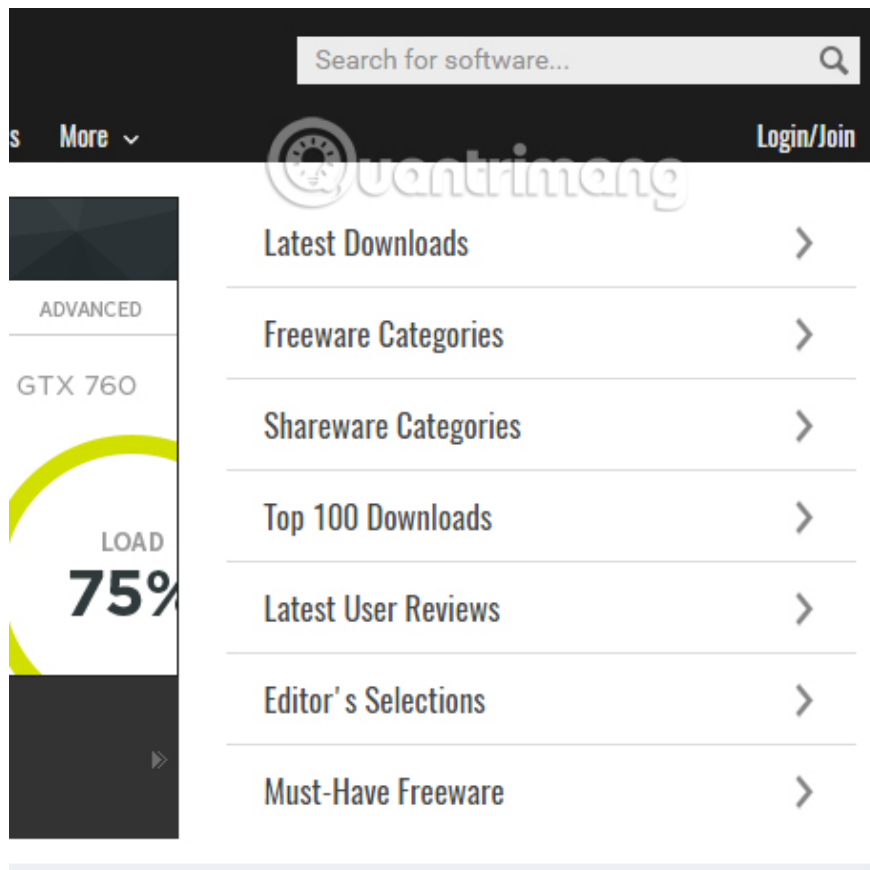 Search for software...
s More Login/Join
Quantrimang
Latest Downloads
ADVANCED
Freeware Categories
GTX 760
Shareware Categories
Top 100 Downloads
LOAD
75%
Latest User Reviews
Editor's Selections
Must-Have Freeware